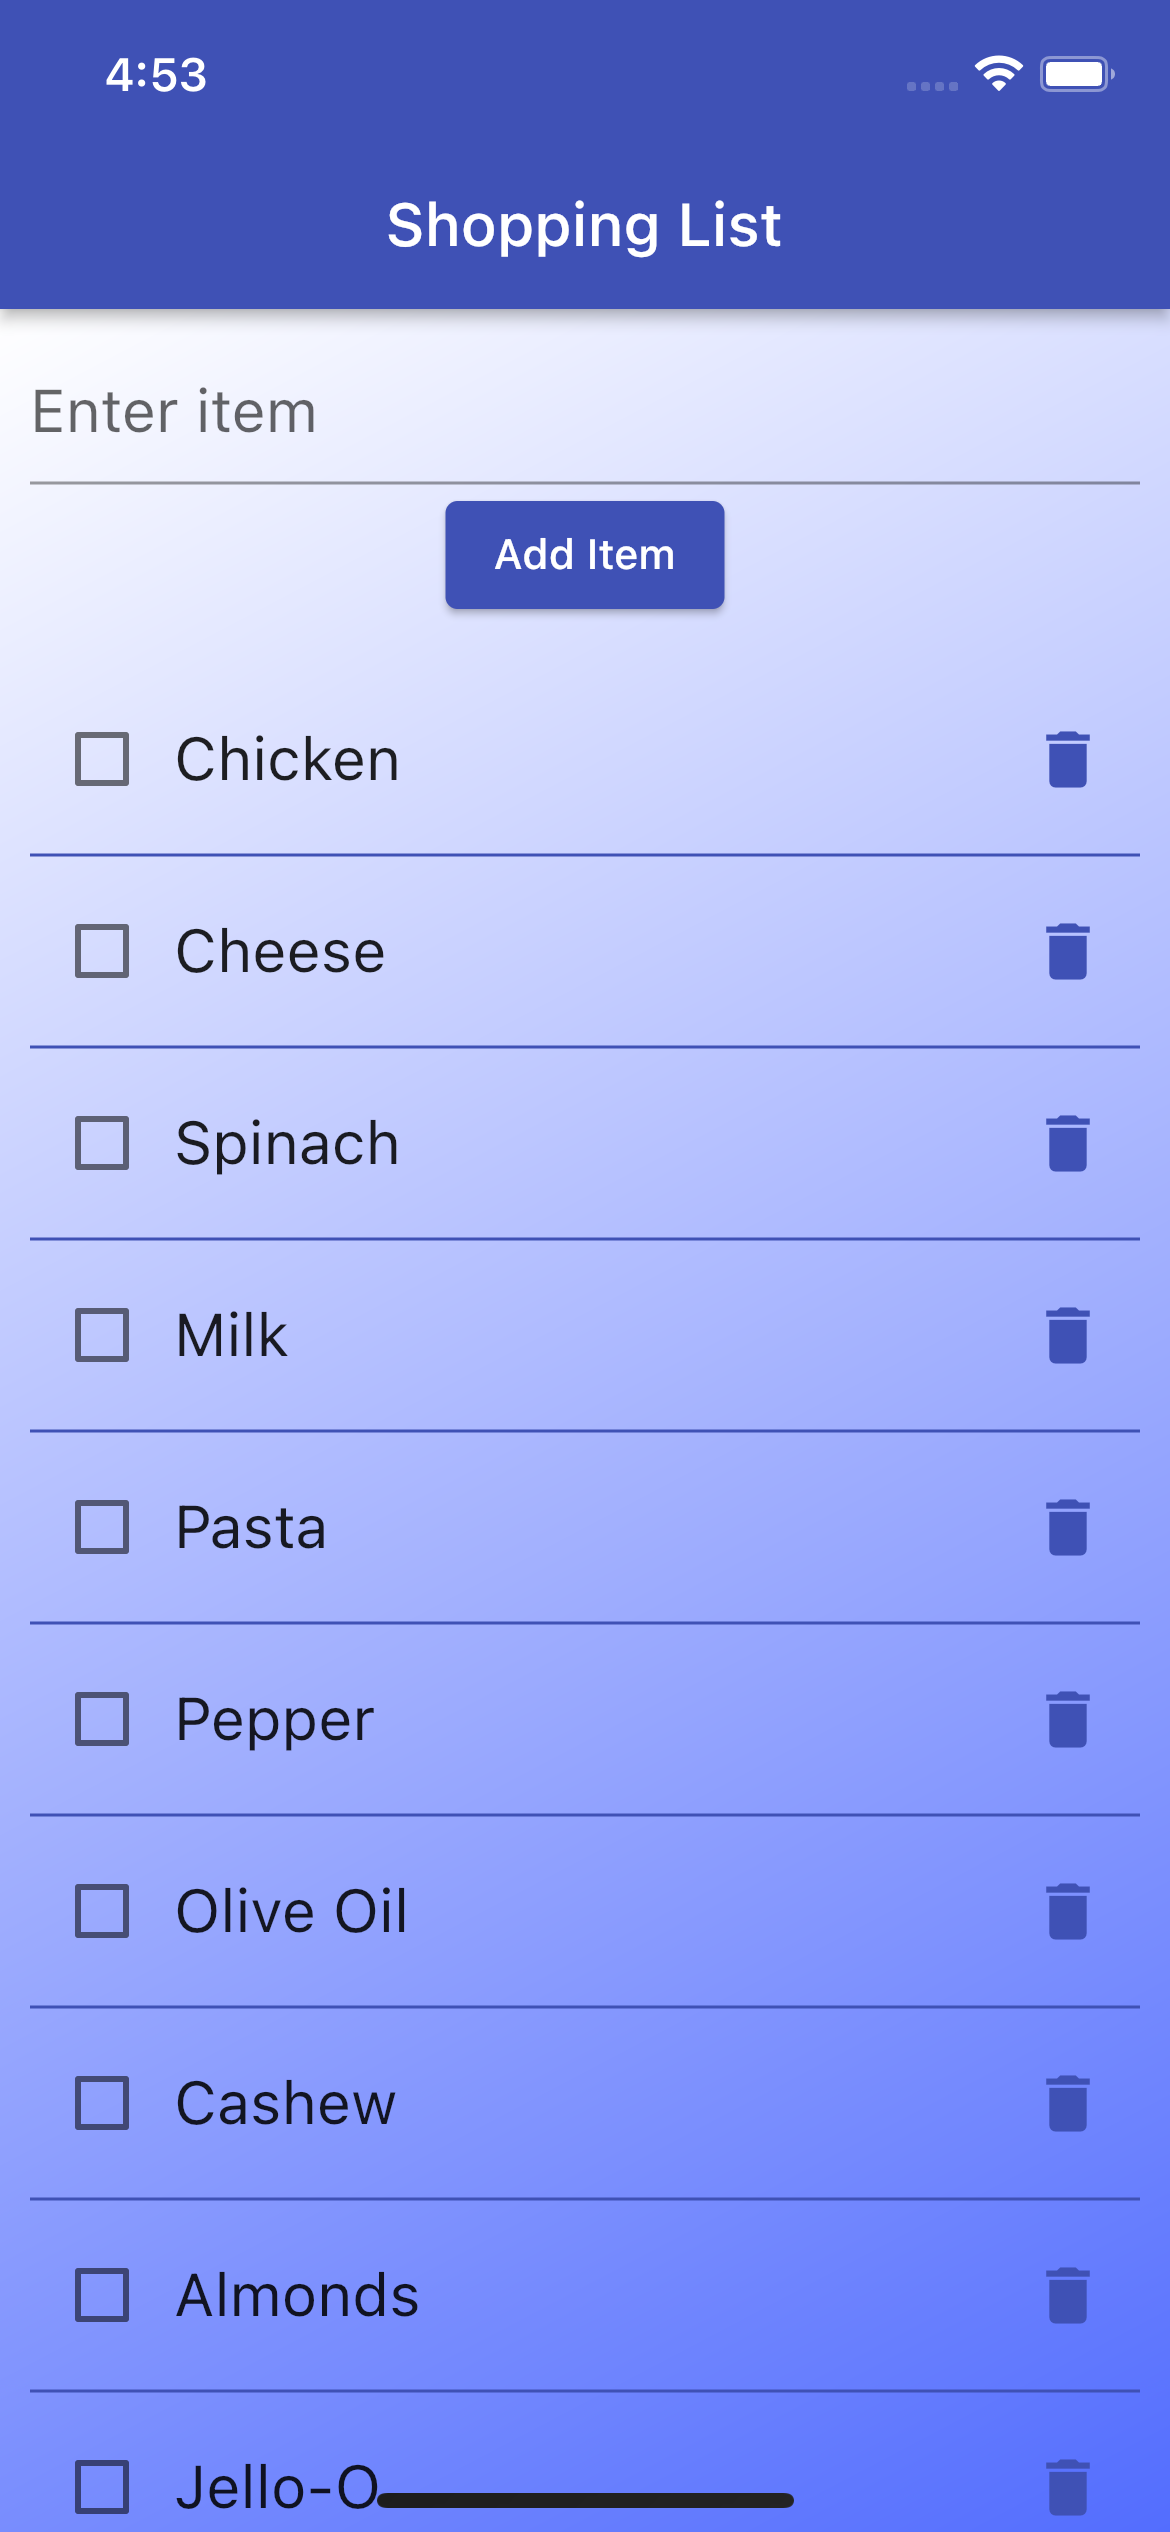 4:53
Shopping List
Enter item
Add Item
Chicken
Cheese
Spinach
Milk
Pasta
Pepper
Olive Oil
Cashew
Almonds
Jello-O